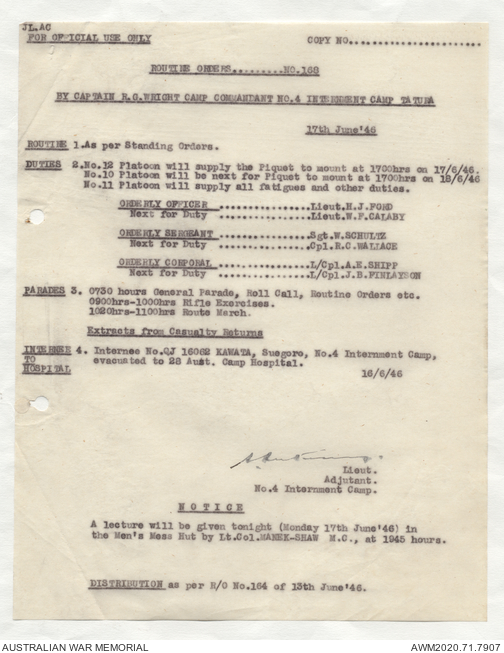 JL.AC
FOR OFFICIAL USE ONLY COPY NO......................
ROUTINE ORDERS.........NO.168
BY CAPTAIN R.G.WRIGHT CAMP COMMANDANT NO.4 INTERNMENT CAMP TATURA
17th June'46
ROUTINE 1.As per Standing Orders.
DUTIES 2.No.12 Platoon will supply the Piquet to mount at 1700hrs on 17/6/46.
No.10 Platoon will be next for Piquet to mount at 1700hrs on 18/6/46
No.11 Platoon will supply all fatigues and other duties.
ORDERLY OFFICER ...............Lieut.H.J.FORD
Next for Duty ...............Lieut.W.F.CALABY
ORDERLY SERGEANT ...............Sgt.W.SCHULTZ
Next for Duty ...............Cpl.R.C.WALLACE
ORDERLY CORPORAL ...............L/Cpl.A.K.SHIPP
Next for Duty ...............L/Cpl.J.B.FINLAYSON
PARADES 3. 0730 hours General Parade, Roll Call, Routine Orders etc.
0900hrs-1000hrs Rifle Exercises.
1020hrs-1100hrs Route March.
Extracts from Casualty Returns
INTERNEE 4. Internee No.QJ 16062 KAWATA, Suegoro, No.4 Internment Camp,
TO evacuated to 28 Aust. Camp Hospital.
HOSPITAL 16/6/46
Lieut.
Adjutant.
No.4 Internment Camp.
N O T I C E
A lecture will be given tonight (Monday 17th June'46) in
the Men's Mess Hut by Lt.Col.MANEK-SHAW M.C., at 1945 hours.
DISTRIBUTION as per R/O No.164 of 13th June'46.
AUSTRALIAN WAR MEMORIAL AWM2020.71.7907